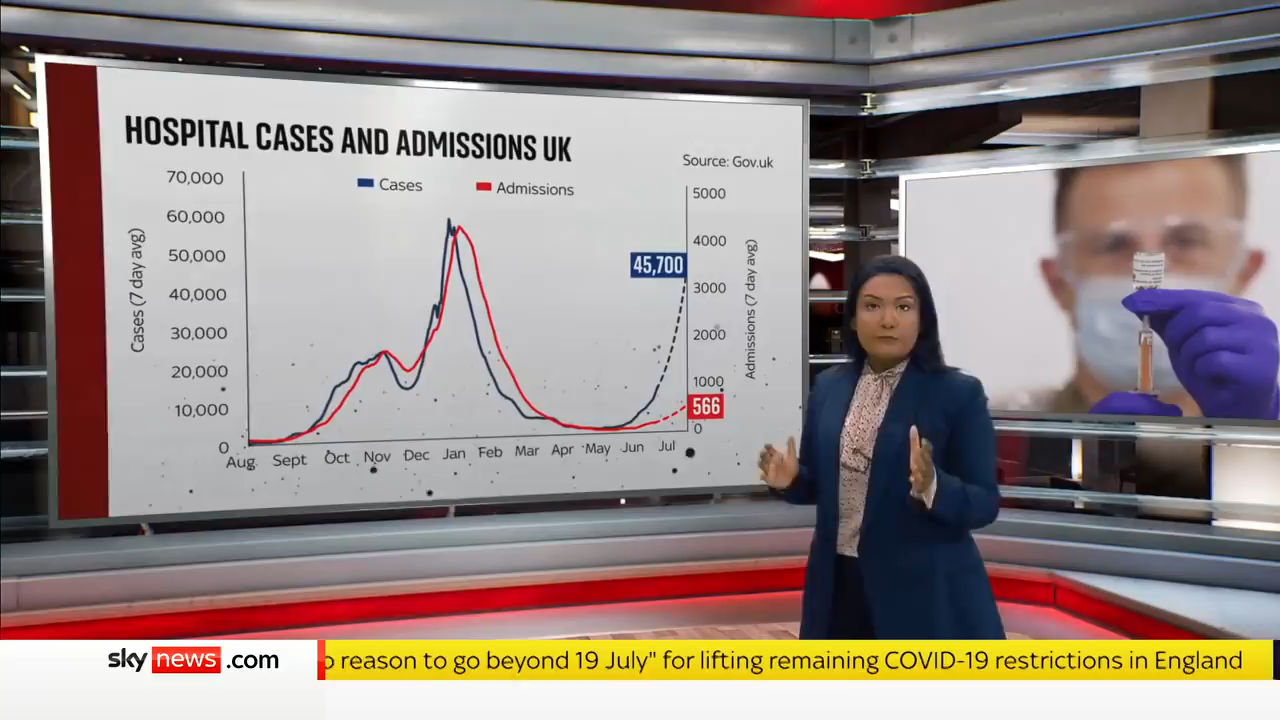 HOSPITAL CASES AND ADMISSIONS UK
Source: Gov.uk
Cases
Admissions
Cases (7 day avg)
70,000
60,000
50,000
40,000
30,000
20,000
10,000
0
5000
4000
3000
2000
1000
0
Admissions (7 day avg)
45,700
566
Aug Sept Oct Nov Dec Jan Feb Mar Apr May Jun Jul
sky news .com
reason to go beyond 19 July" for lifting remaining COVID-19 restrictions in England